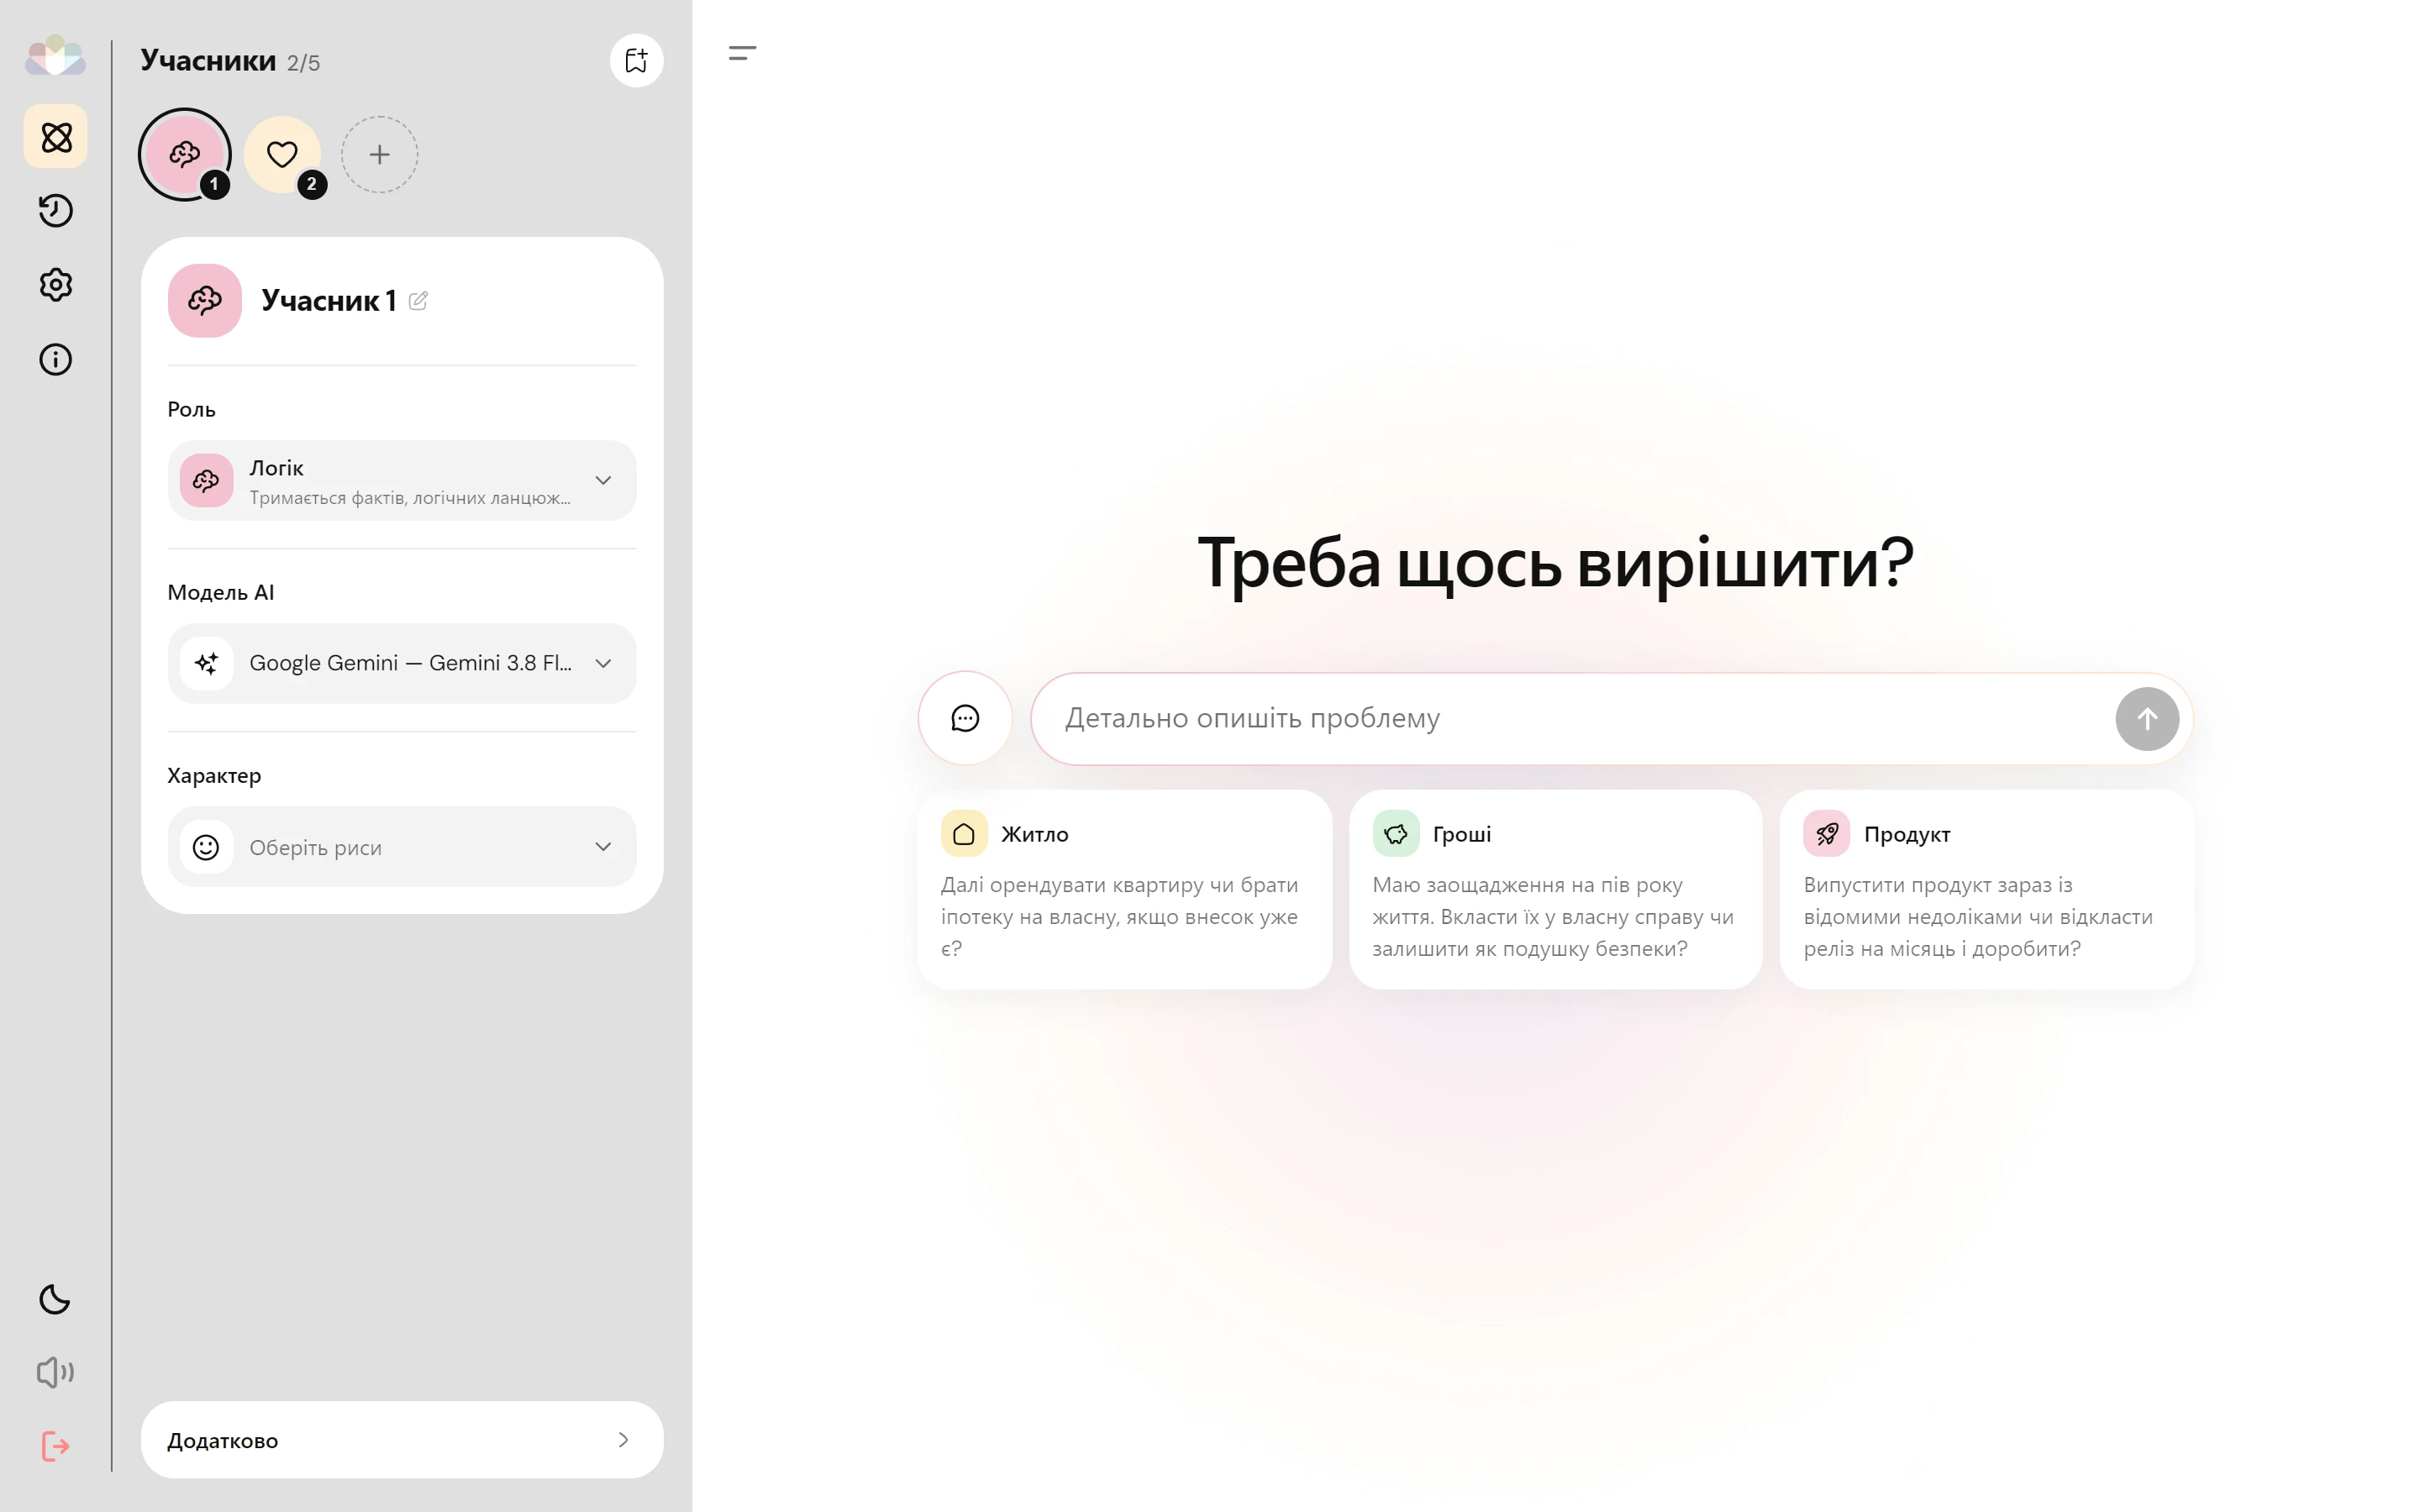 Учасники 2/5
1
2
Учасник 1
Роль
Логік
Тримається фактів, логічних ланцюж...
Модель AI
Google Gemini — Gemini 3.8 Fl...
Характер
Оберіть риси
Додатково
Треба щось вирішити?
Детально опишіть проблему
Житло
Далі орендувати квартиру чи брати
іпотеку на власну, якщо внесок уже
є?
Гроші
Маю заощадження на пів року
життя. Вкласти їх у власну справу чи
залишити як подушку безпеки?
Продукт
Випустити продукт зараз із
відомими недоліками чи відкласти
реліз на місяць і доробити?